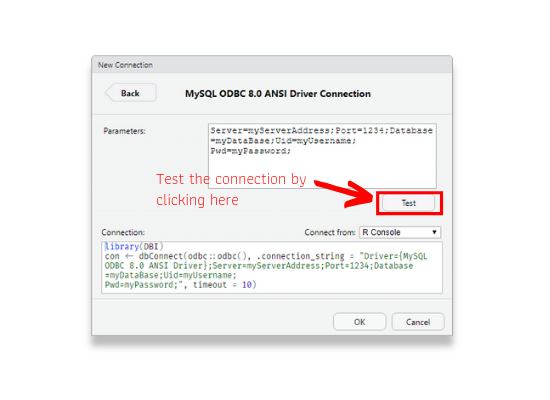 New Connection
Back
MySQL ODBC 8.0 ANSI Driver Connection
Parameters:
Server=myServerAddress;Port=1234;Database
=myDataBase;Uid=myUsername;
Pwd=myPassword;
Test the connection by
clicking here
Test
Connection:
Connect from:
R Console
library(DBI)
con <- dbConnect(odbc::odbc(), .connection_string = "Driver={MySQL
ODBC 8.0 ANSI Driver};Server=myServerAddress;Port=1234;Database
=myDataBase;Uid=myUsername;
Pwd=myPassword;", timeout = 10)
OK
Cancel